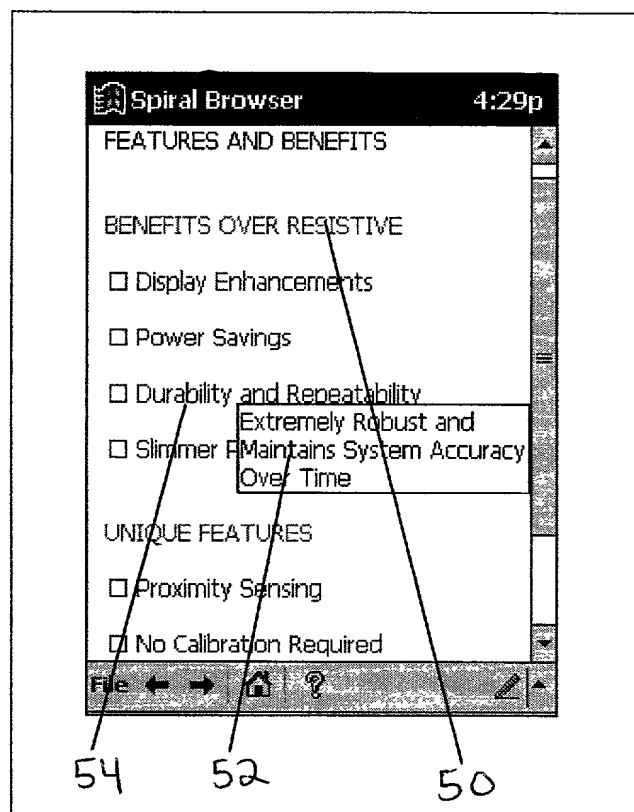 Spiral Browser 4:29p
FEATURES AND BENEFITS
BENEFITS OVER RESISTIVE
☐ Display Enhancements
☐ Power Savings
☐ Durability and Repeatability
Extremely Robust and
☐ Slimmer P Maintains System Accuracy
Over Time
UNIQUE FEATURES
☐ Proximity Sensing
☐ No Calibration Required
File ?
54 52 50